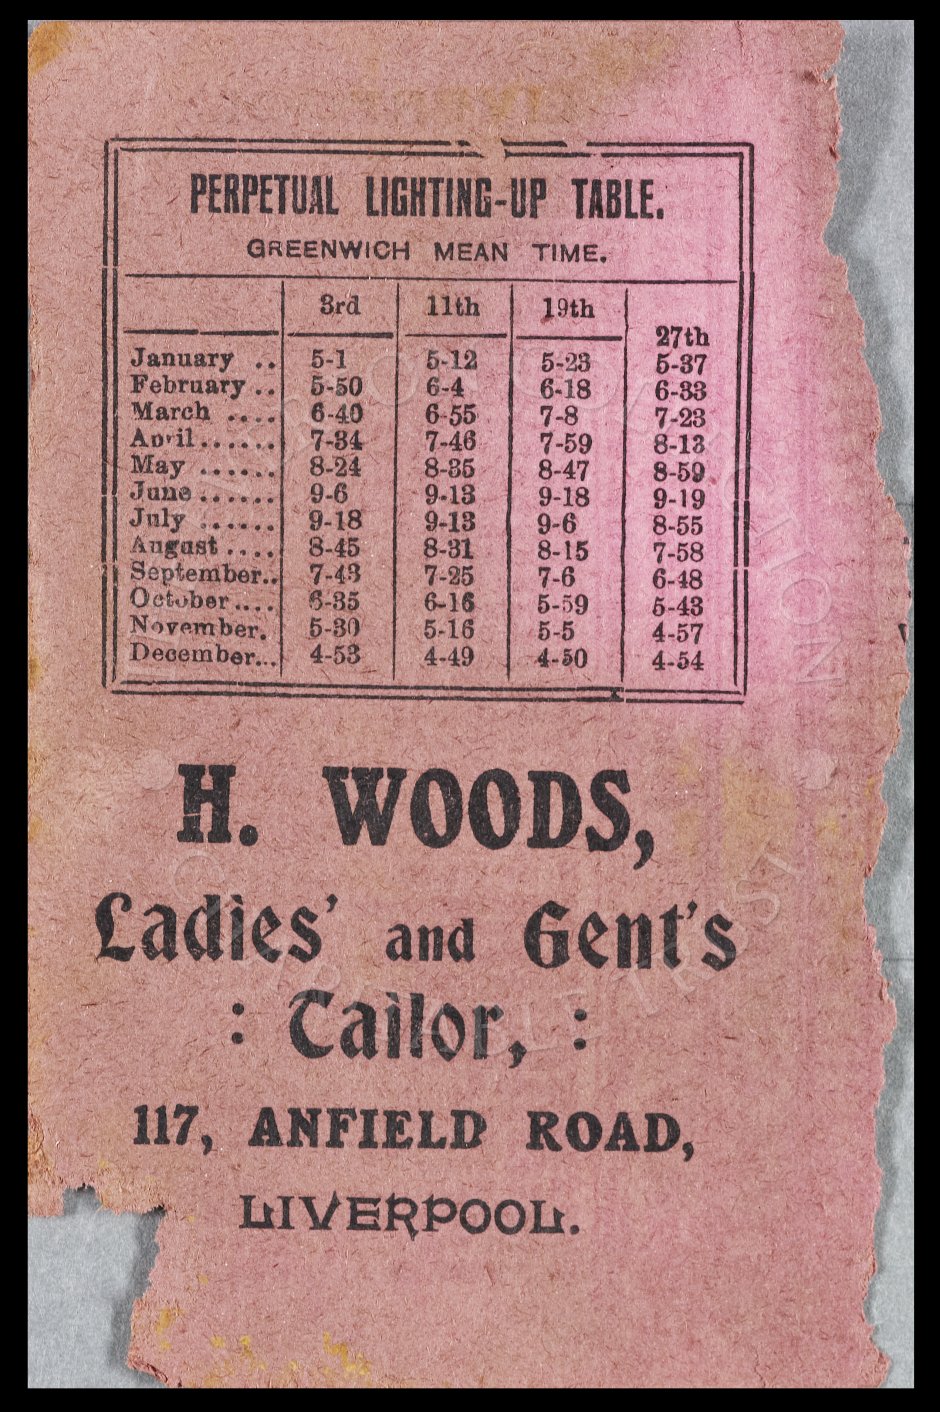 PERPETUAL LIGHTING-UP TABLE.
GREENWICH MEAN TIME.
3rd 11th 19th 27th
January .. 5-1 5-12 5-23 5-37
February .. 5-50 6-4 6-18 6-33
March .... 6-40 6-55 7-8 7-23
April...... 7-34 7-46 7-59 8-13
May ...... 8-24 8-35 8-47 8-59
June ...... 9-6 9-13 9-18 9-19
July ...... 9-18 9-13 9-6 8-55
August .... 8-45 8-31 8-15 7-58
September.. 7-43 7-25 7-6 6-48
October .... 6-35 6-16 5-59 5-43
November. 5-30 5-16 5-5 4-57
December... 4-53 4-49 4-50 4-54
H. WOODS,
Ladies' and Gent's
: Tailor, :
117, ANFIELD ROAD,
LIVERPOOL.